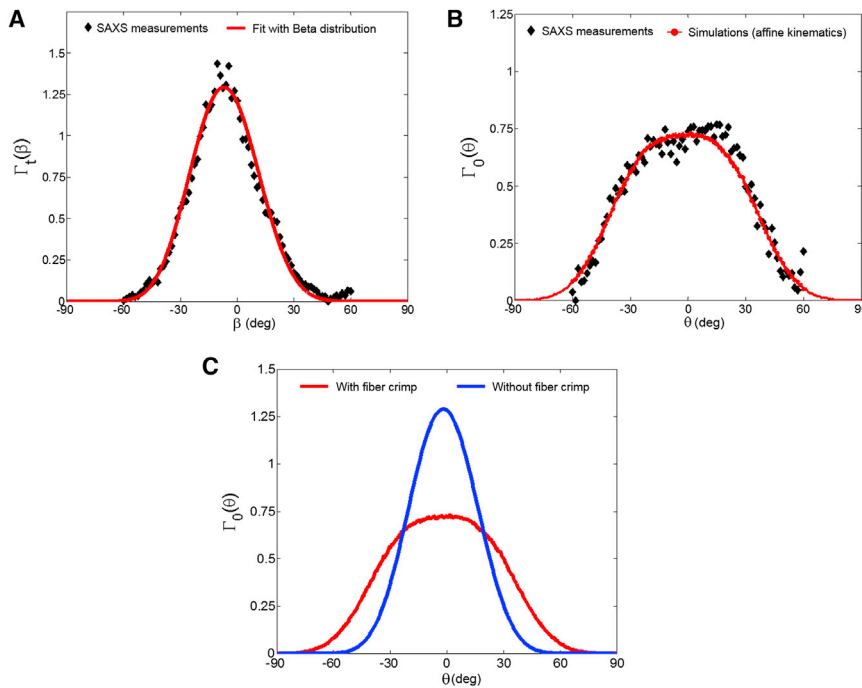 A
SAXS measurements
Fit with Beta distribution
1.5
1.25
1
0.75
0.5
0.25
0
Γt(β)
-90
-60
-30
0
30
60
90
β (deg)
B
SAXS measurements
Simulations (affine kinematics)
1.25
1
0.75
0.5
0.25
0
Γ0(θ)
-90
-60
-30
0
30
60
90
θ (deg)
C
With fiber crimp
Without fiber crimp
1.5
1.25
1
0.75
0.5
0.25
0
Γ0(θ)
-90
-60
-30
0
30
60
90
θ(deg)